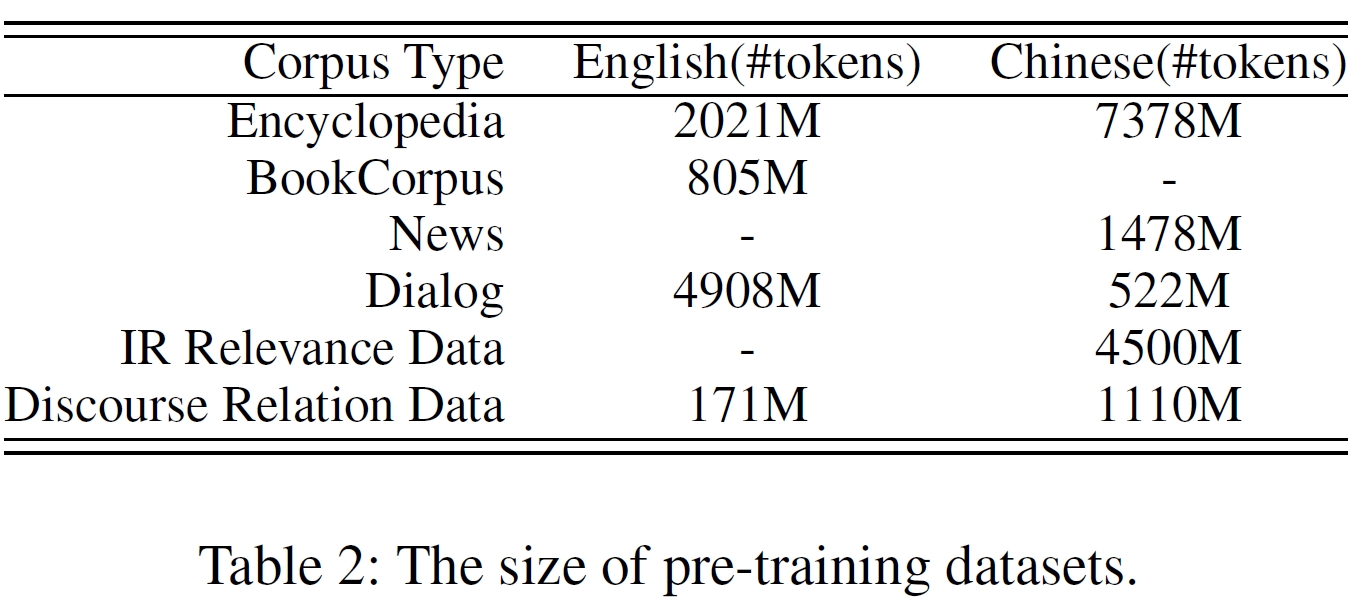 Corpus Type English(#tokens) Chinese(#tokens)
Encyclopedia 2021M 7378M
BookCorpus 805M -
News - 1478M
Dialog 4908M 522M
IR Relevance Data - 4500M
Discourse Relation Data 171M 1110M
Table 2: The size of pre-training datasets.